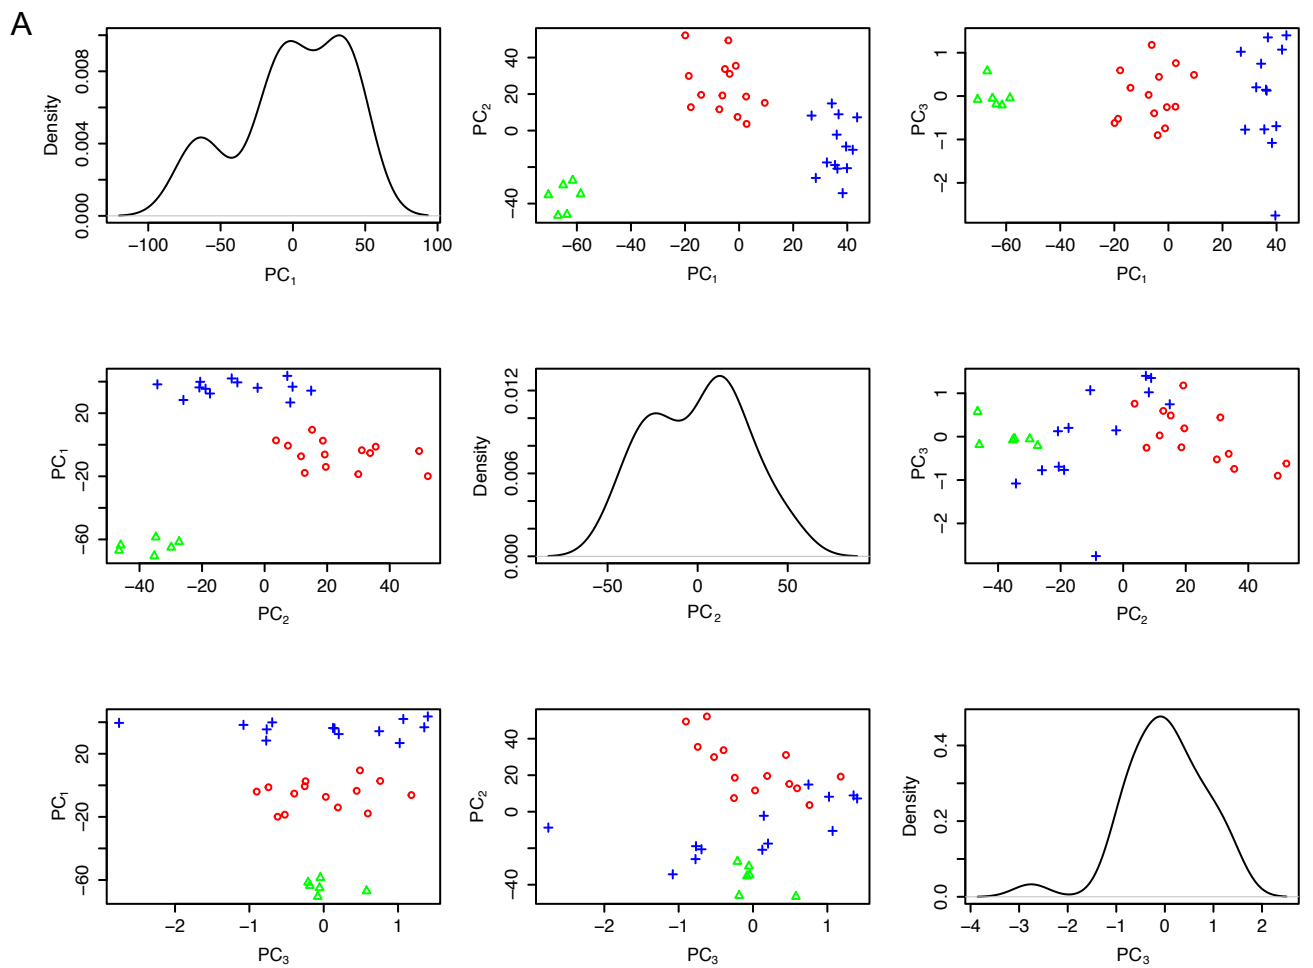 A
Density
0.000 0.004 0.008
−100 −50 0 50 100
PC1
PC2
−40 0 20 40
−60 −40 −20 0 20 40
PC1
PC3
−2 −1 0 1
−60 −40 −20 0 20 40
PC1
PC1
−60 −20 20
−40 −20 0 20 40
PC2
Density
0.000 0.006 0.012
−50 0 50
PC2
PC3
−2 −1 0 1
−40 −20 0 20 40
PC2
PC1
−60 −20 20
−2 −1 0 1
PC3
PC2
−40 0 20 40
−2 −1 0 1
PC3
Density
0.0 0.2 0.4
−4 −3 −2 −1 0 1 2
PC3